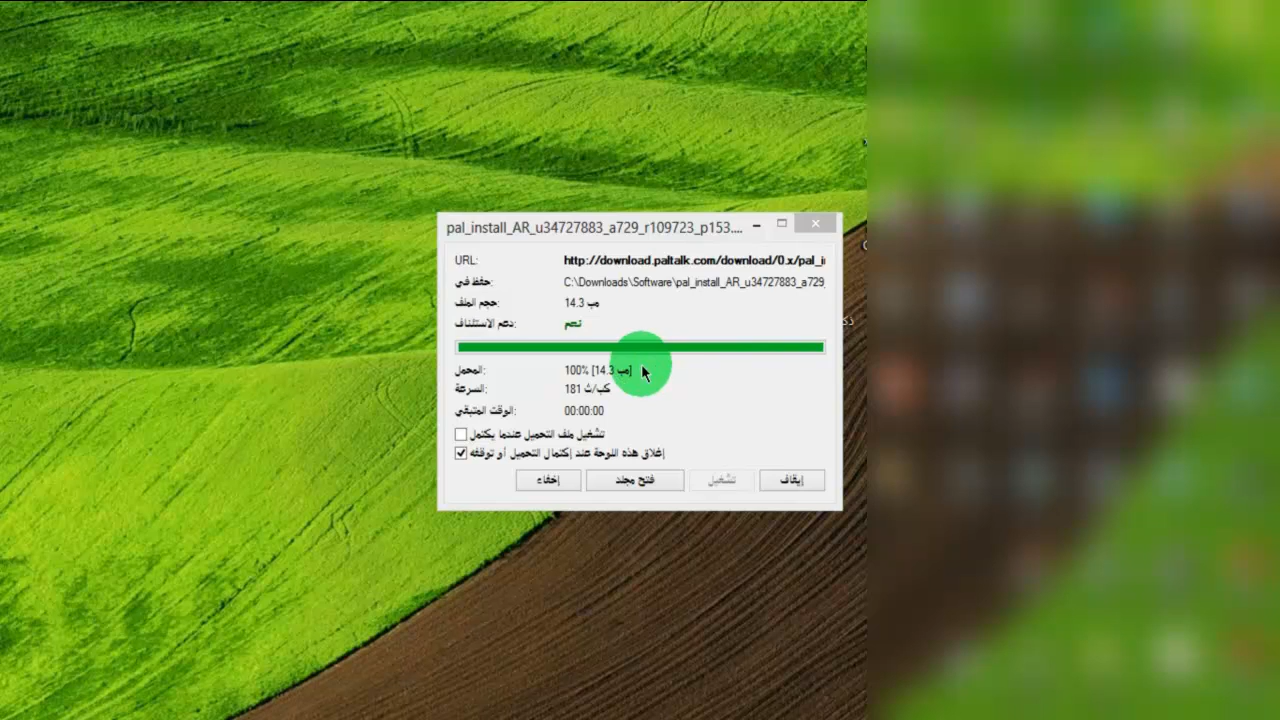 pal_install_AR_u34727883_a729_r109723_p153....
URL: http://download.paltalk.com/download/0.x/pal_i
حفظ في: C:\Downloads\Software\pal_install_AR_u34727883_a729_
حجم الملف: 14.3 مب
دعم الاستئناف: نعم
المحمل: 100% [14.3 مب]
السرعة: 181 كب/ث
الوقت المتبقي: 00:00:00
تشغيل ملف التحميل عندما يكتمل
إغلاق هذه اللوحة عند إكتمال التحميل أو توقفه
إخفاء فتح مجلد تشغيل إيقاف